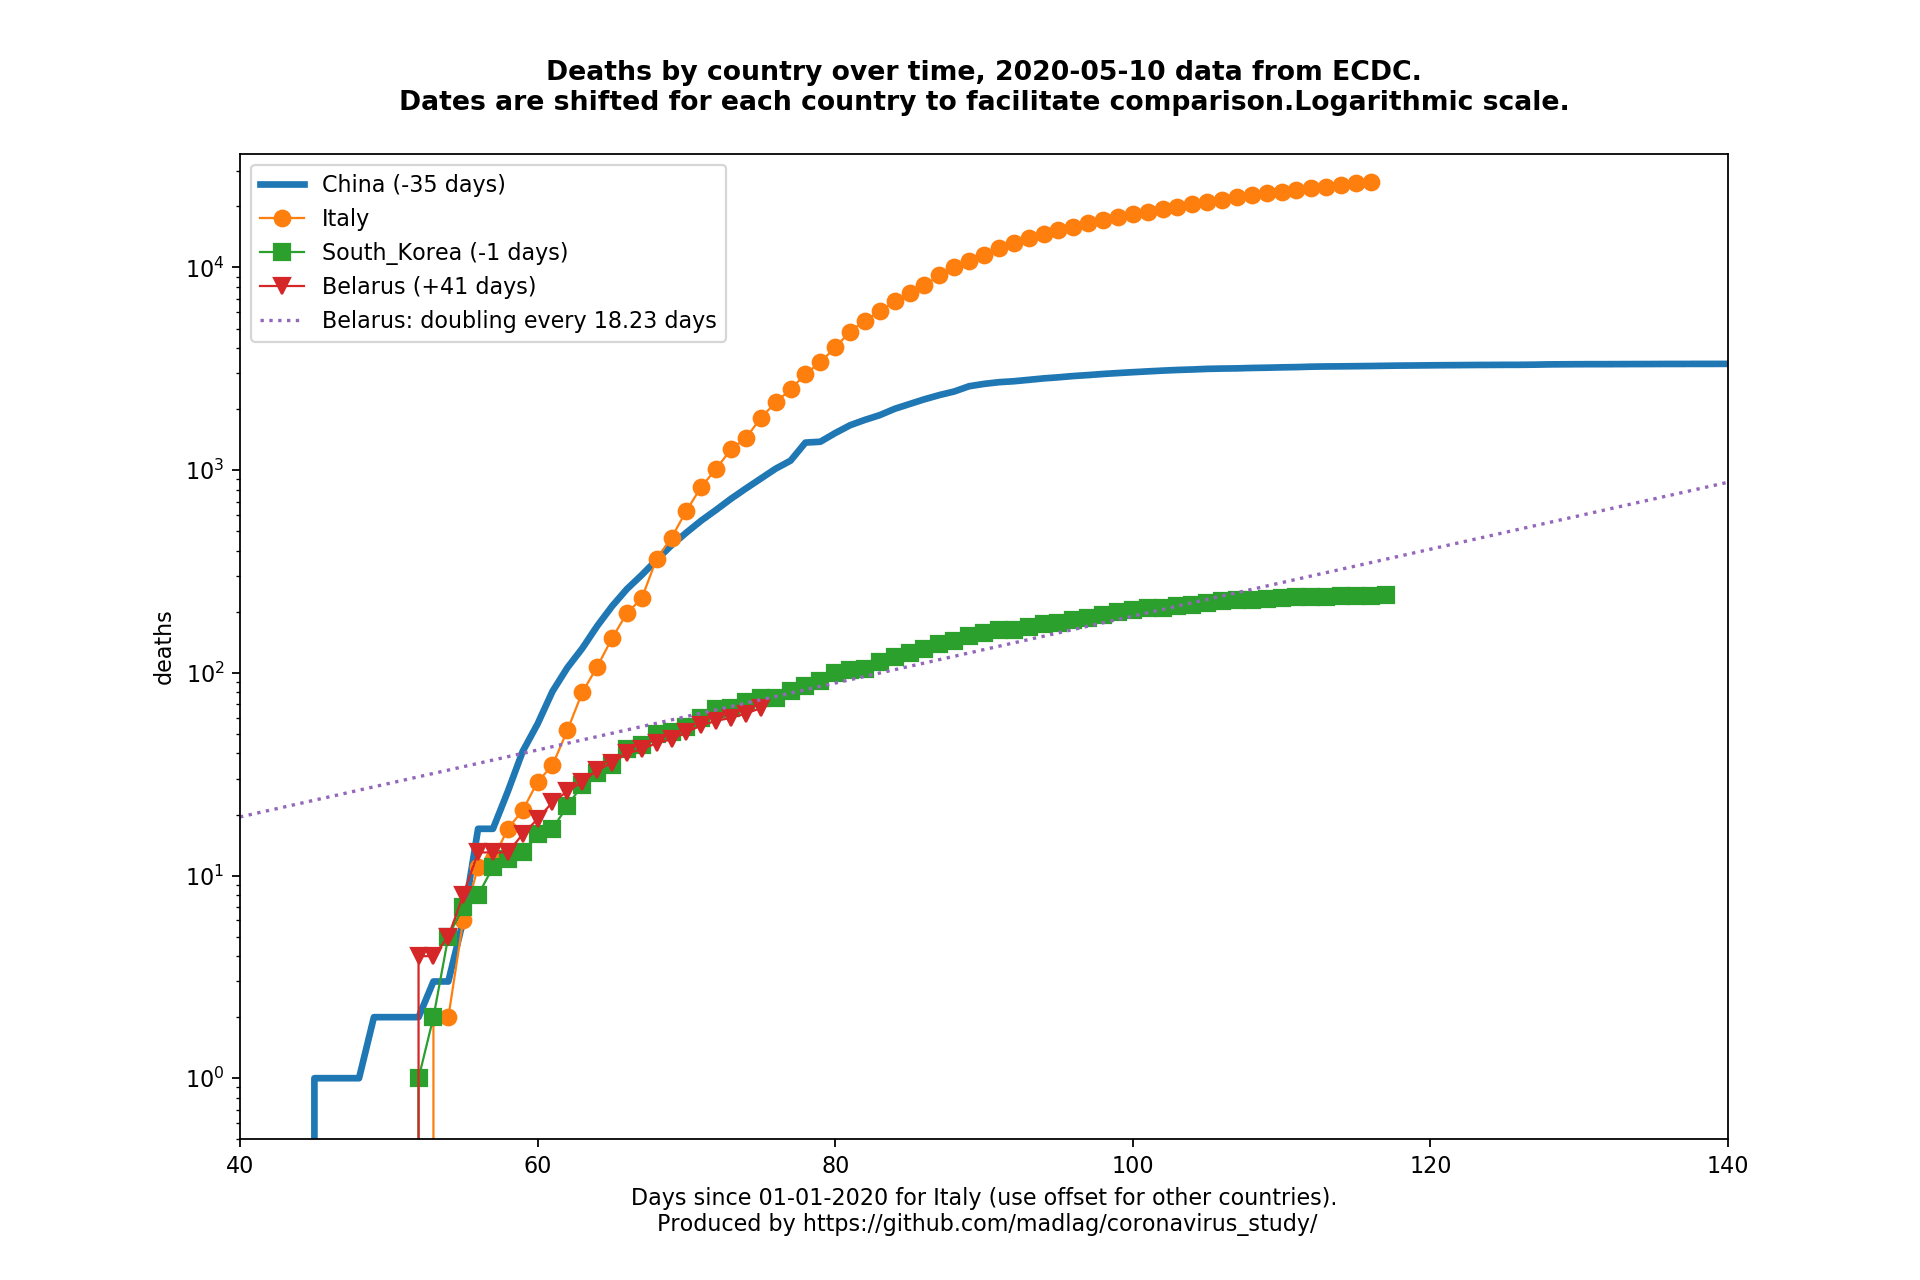 Deaths by country over time, 2020-05-10 data from ECDC.
Dates are shifted for each country to facilitate comparison.Logarithmic scale.
China (-35 days)
Italy
South_Korea (-1 days)
Belarus (+41 days)
Belarus: doubling every 18.23 days
10⁴
10³
10²
10¹
10⁰
deaths
40 60 80 100 120 140
Days since 01-01-2020 for Italy (use offset for other countries).
Produced by https://github.com/madlag/coronavirus_study/